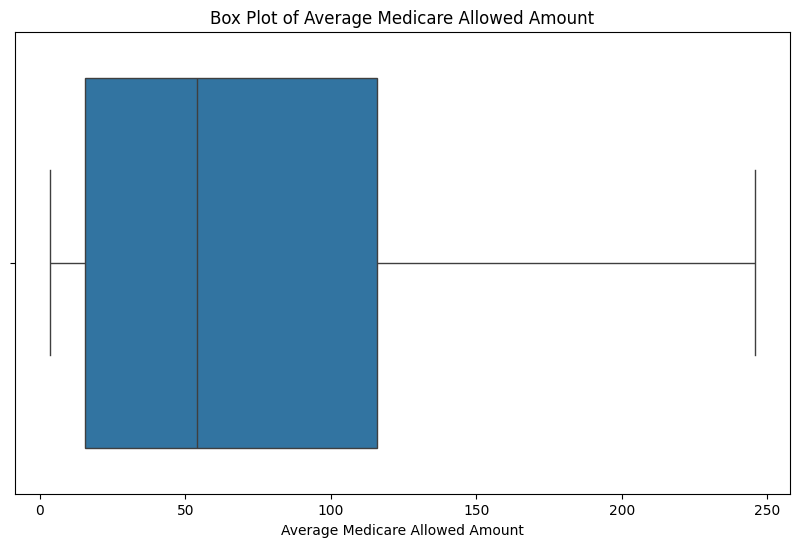 Box Plot of Average Medicare Allowed Amount
0 50 100 150 200 250
Average Medicare Allowed Amount